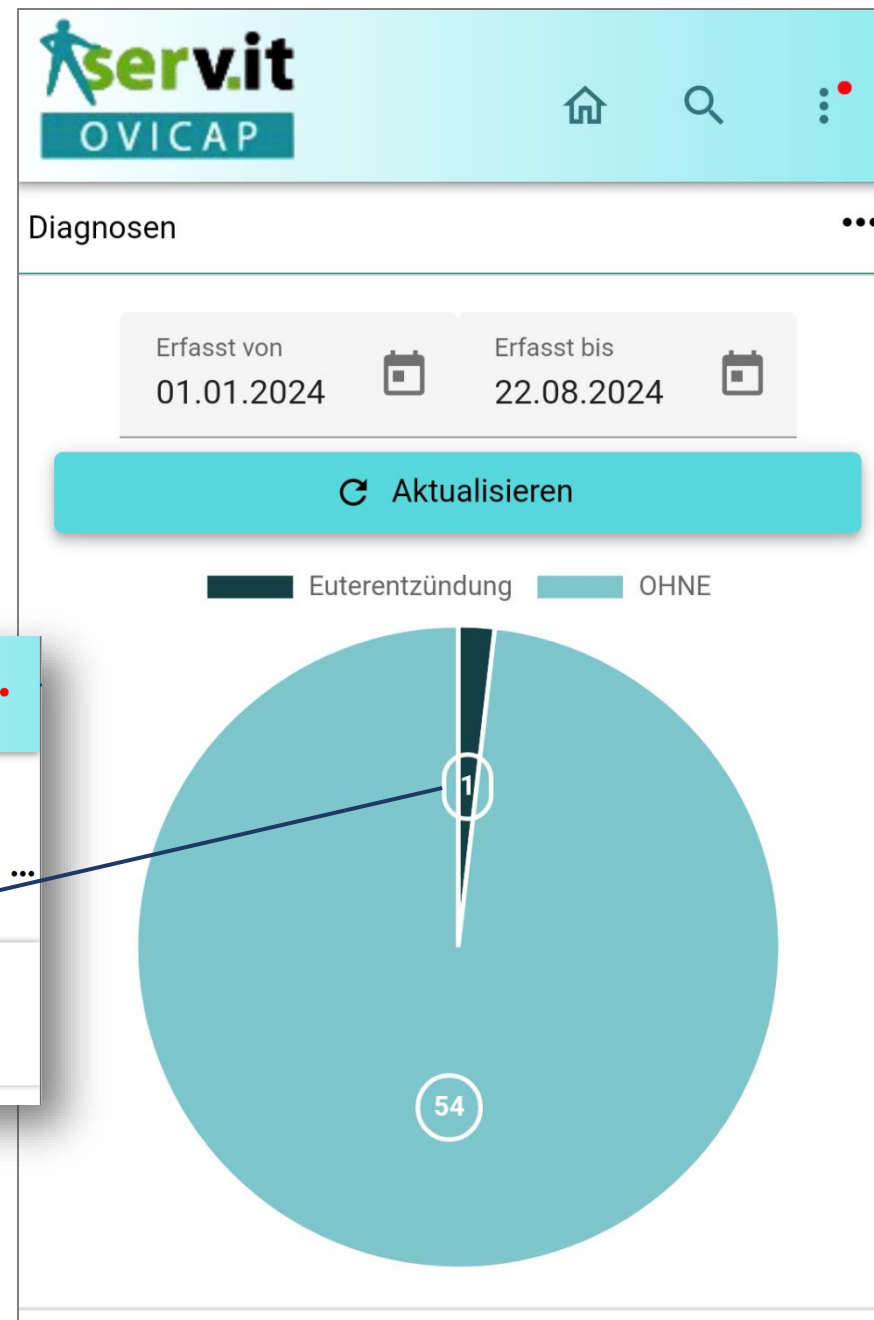 serv.it
OVICAP
Diagnosen
Erfasst von
01.01.2024
Erfasst bis
22.08.2024
Aktualisieren
Euterentzündung
OHNE
1
54